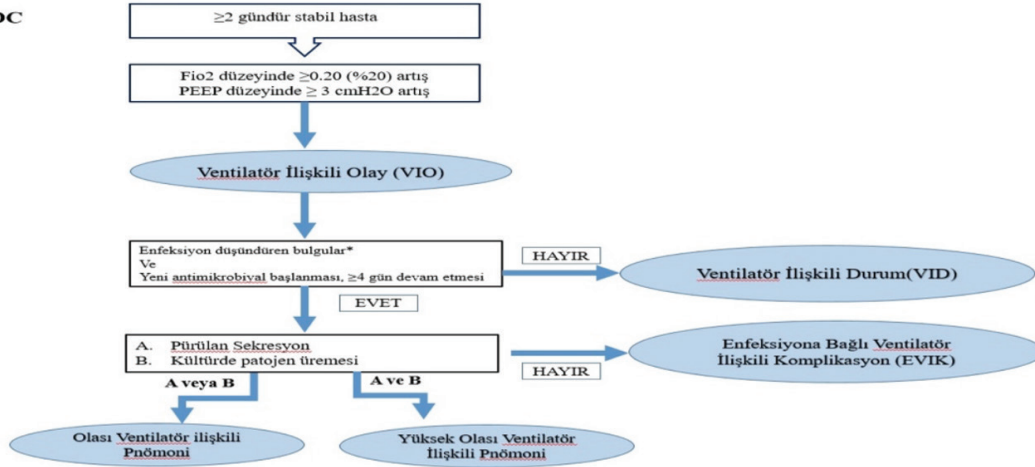 ≥2 gündür stabil hasta
Fio2 düzeyinde ≥0.20 (%20) artış
PEEP düzeyinde ≥ 3 cmH2O artış
Ventilatör İlişkili Olay (VIO)
Enfeksiyon düşündüren bulgular*
Ve
Yeni antimikrobiyal başlanması, ≥4 gün devam etmesi
HAYIR
Ventilatör İlişkili Durum(VID)
EVET
A. Pürülan Sekresyon
B. Kültürde patojen üremesi
HAYIR
Enfeksiyona Bağlı Ventilatör
İlişkili Komplikasyon (EVIK)
A veya B
A ve B
Olası Ventilatör ilişkili
Pnömoni
Yüksek Olası Ventilatör
İlişkili Pnömoni